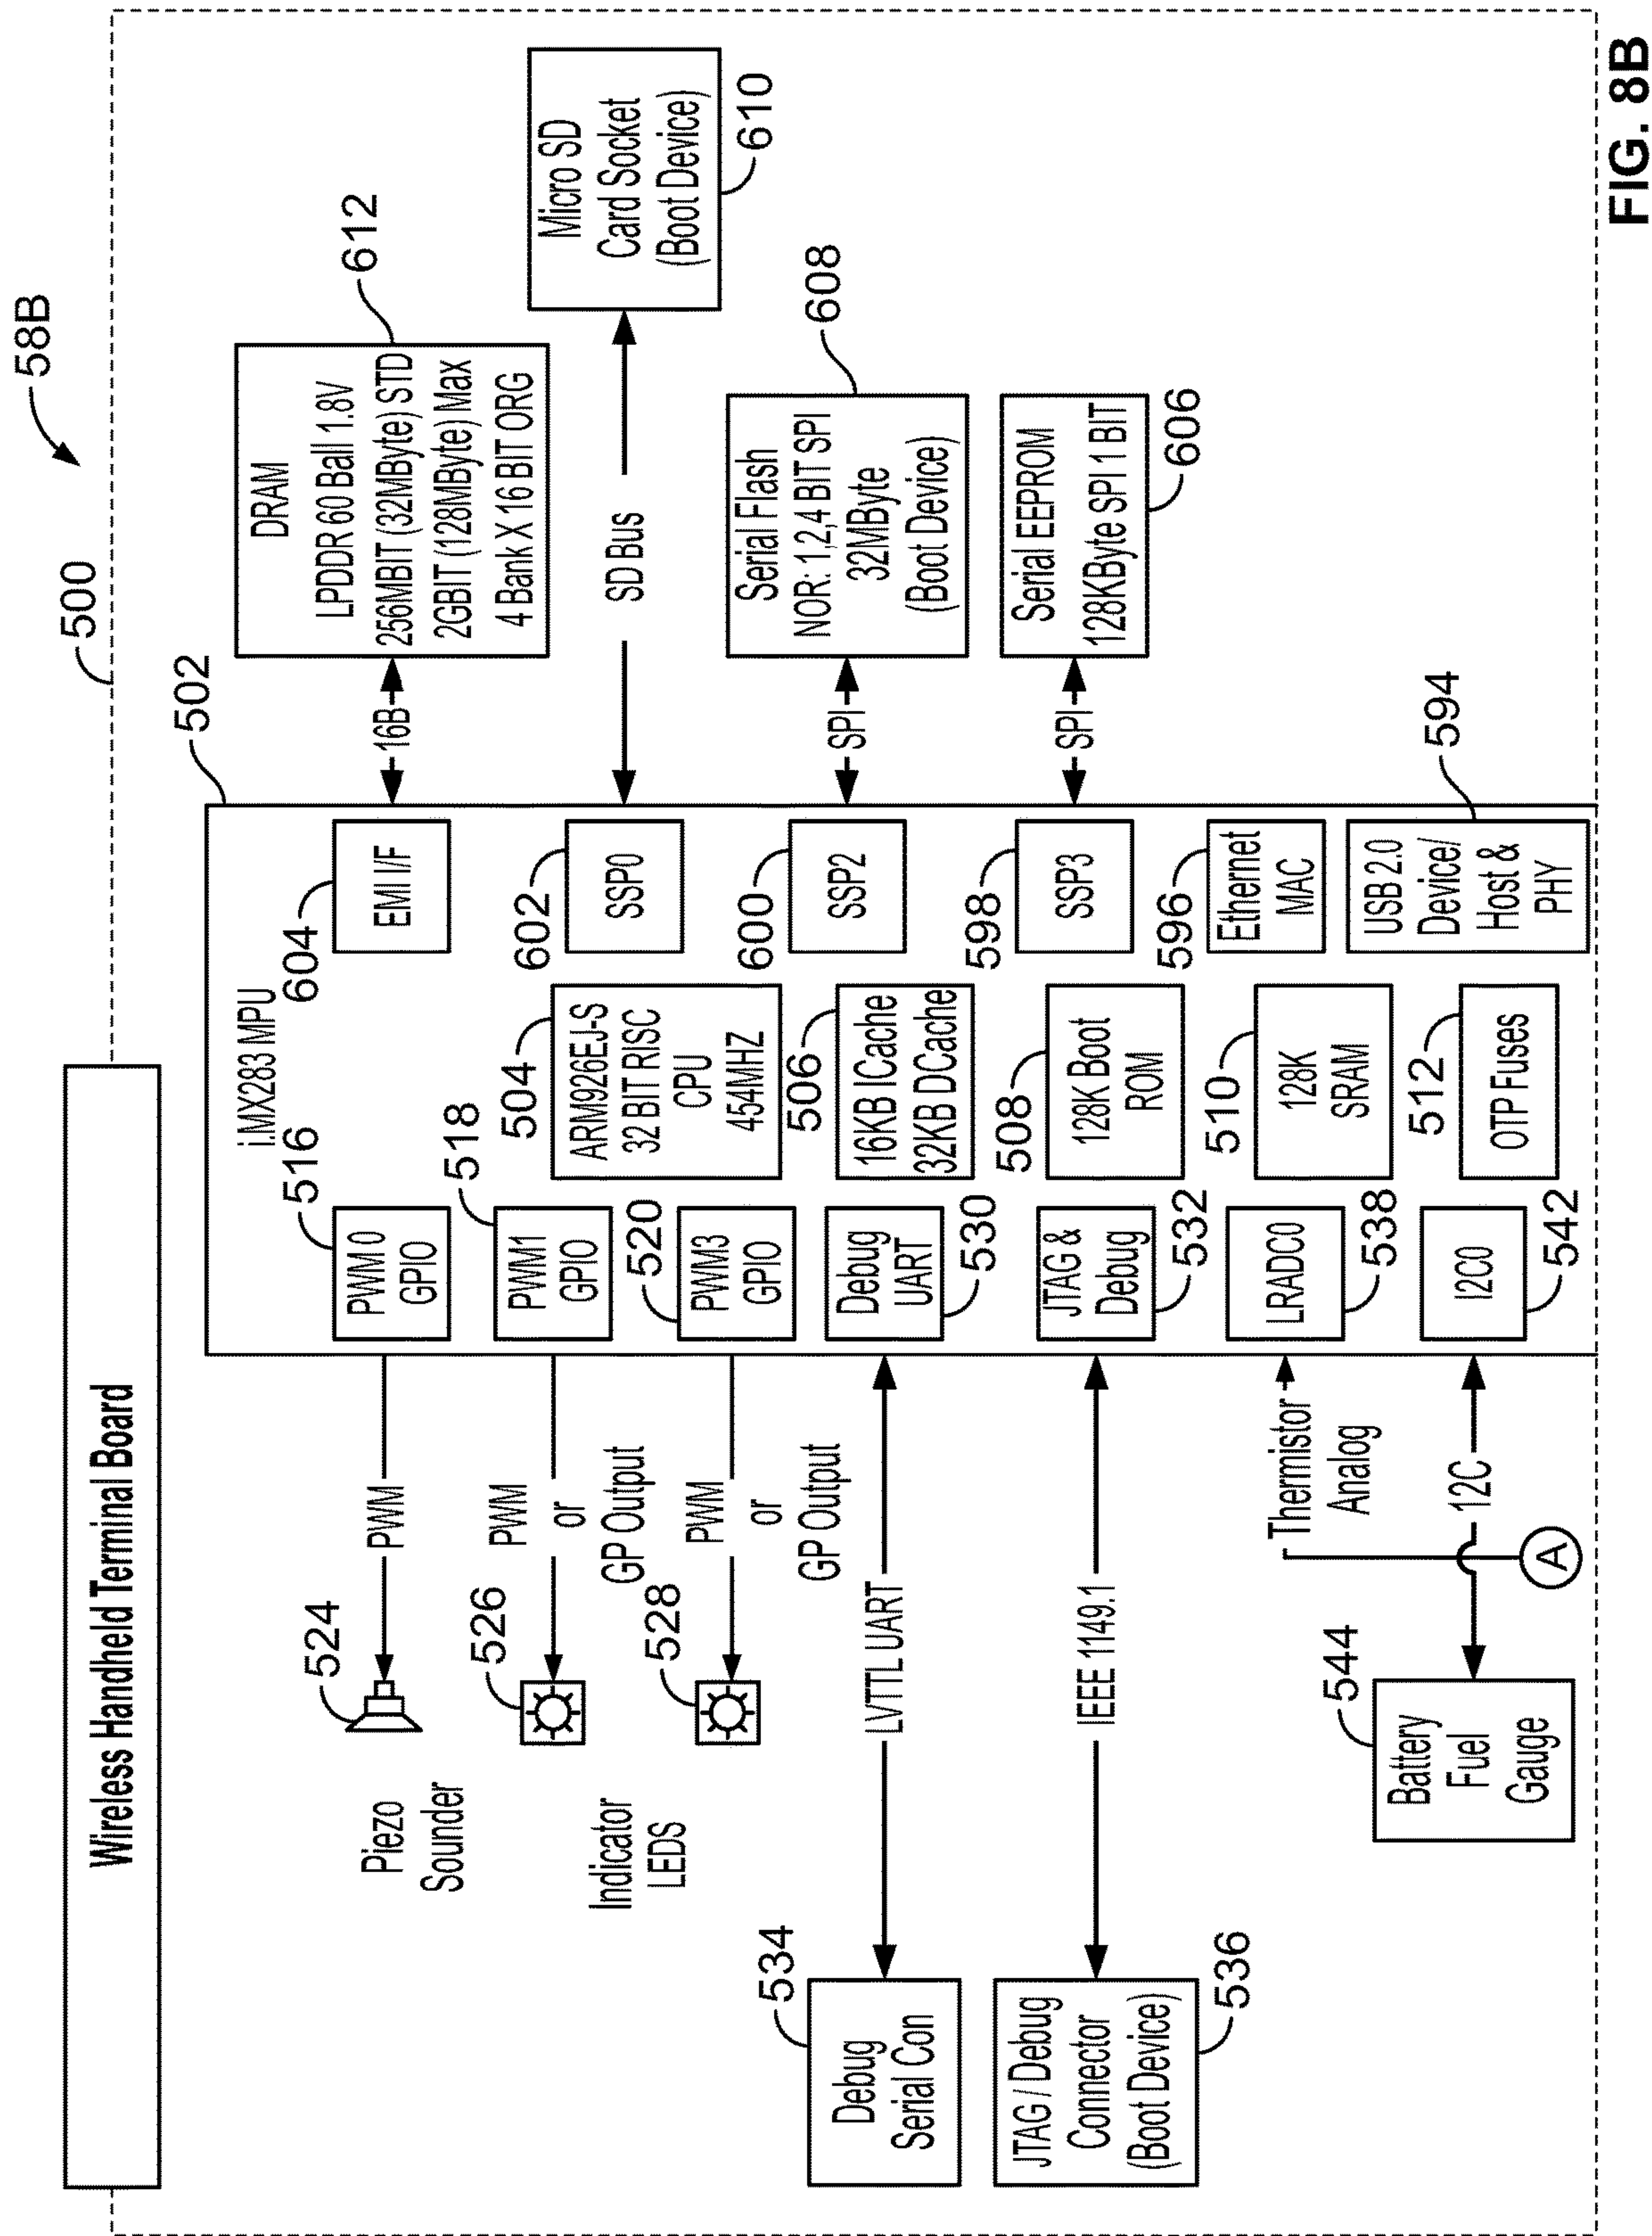 Wireless Handheld Terminal Board
500
58B
502
i.MX283 MPU
516
PWM 0
GPIO
518
PWM1
GPIO
520
PWM3
GPIO
Debug
UART
530
JTAG &
Debug
532
LRADC0
538
I2C0
542
504
ARM926EJ-S
32 BIT RISC
CPU
454MHZ
506
16KB ICache
32KB DCache
508
128K Boot
ROM
510
128K
SRAM
512
OTP Fuses
604
EMI I/F
602
SSP0
600
SSP2
598
SSP3
596
Ethernet
MAC
USB 2.0
Device/
Host &
PHY
594
PWM
524
Piezo
Sounder
PWM
or
GP Output
526
Indicator
LEDS
PWM
or
GP Output
528
LVTTL UART
534
Debug
Serial Con
IEEE 1149.1
JTAG / Debug
Connector
(Boot Device)
536
Thermistor
Analog
A
12C
544
Battery
Fuel
Gauge
16B
DRAM
LPDDR 60 Ball 1.8V
256MBIT (32MByte) STD
2GBIT (128MByte) Max
4 Bank X 16 BIT ORG
612
SD Bus
Micro SD
Card Socket
(Boot Device)
610
SPI
Serial Flash
NOR: 1,2,4 BIT SPI
32MByte
(Boot Device)
608
SPI
Serial EEPROM
128KByte SPI 1 BIT
606
FIG. 8B